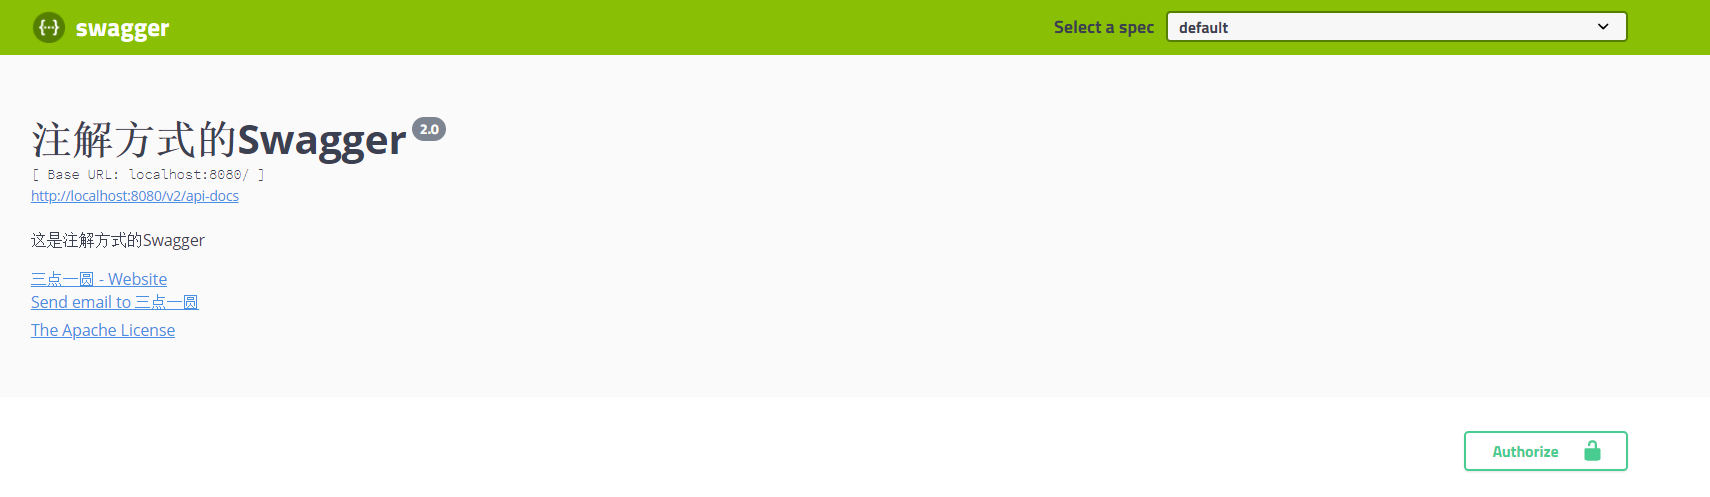 swagger
Select a spec
default
注解方式的Swagger 2.0
[ Base URL: localhost:8080/ ]
http://localhost:8080/v2/api-docs
这是注解方式的Swagger
三点一圆 - Website
Send email to 三点一圆
The Apache License
Authorize